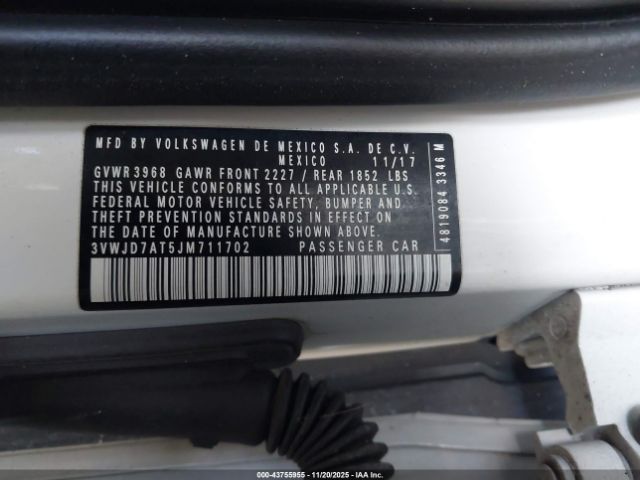 MFD BY VOLKSWAGEN DE MEXICO S.A. DE C.V.
MEXICO 11/17
GVWR 3968 GAWR FRONT 2227 / REAR 1852 LBS
THIS VEHICLE CONFORMS TO ALL APPLICABLE U.S.
FEDERAL MOTOR VEHICLE SAFETY, BUMPER AND
THEFT PREVENTION STANDARDS IN EFFECT ON
THE DATE OF MANUFACTURE SHOWN ABOVE.
3VWJD7AT5JM711702 PASSENGER CAR
4819084 3346 M
000-43755955 - 11/20/2025 - IAA Inc.